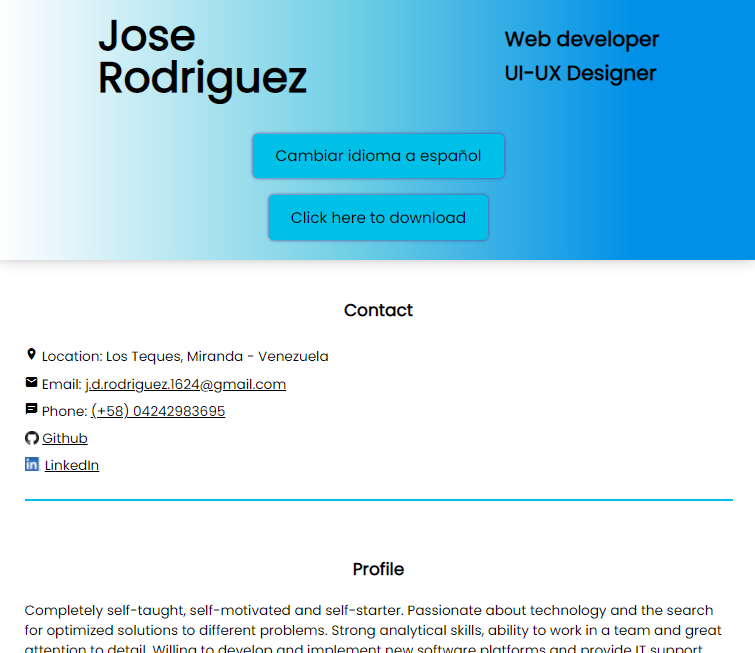 Jose
Rodriguez
Web developer
UI-UX Designer
Cambiar idioma a español
Click here to download
Contact
Location: Los Teques, Miranda - Venezuela
Email: j.d.rodriguez.1624@gmail.com
Phone: (+58) 04242983695
Github
LinkedIn
Profile
Completely self-taught, self-motivated and self-starter. Passionate about technology and the search
for optimized solutions to different problems. Strong analytical skills, ability to work in a team and great
attention to detail. Willing to develop and implement new software platforms and provide IT support